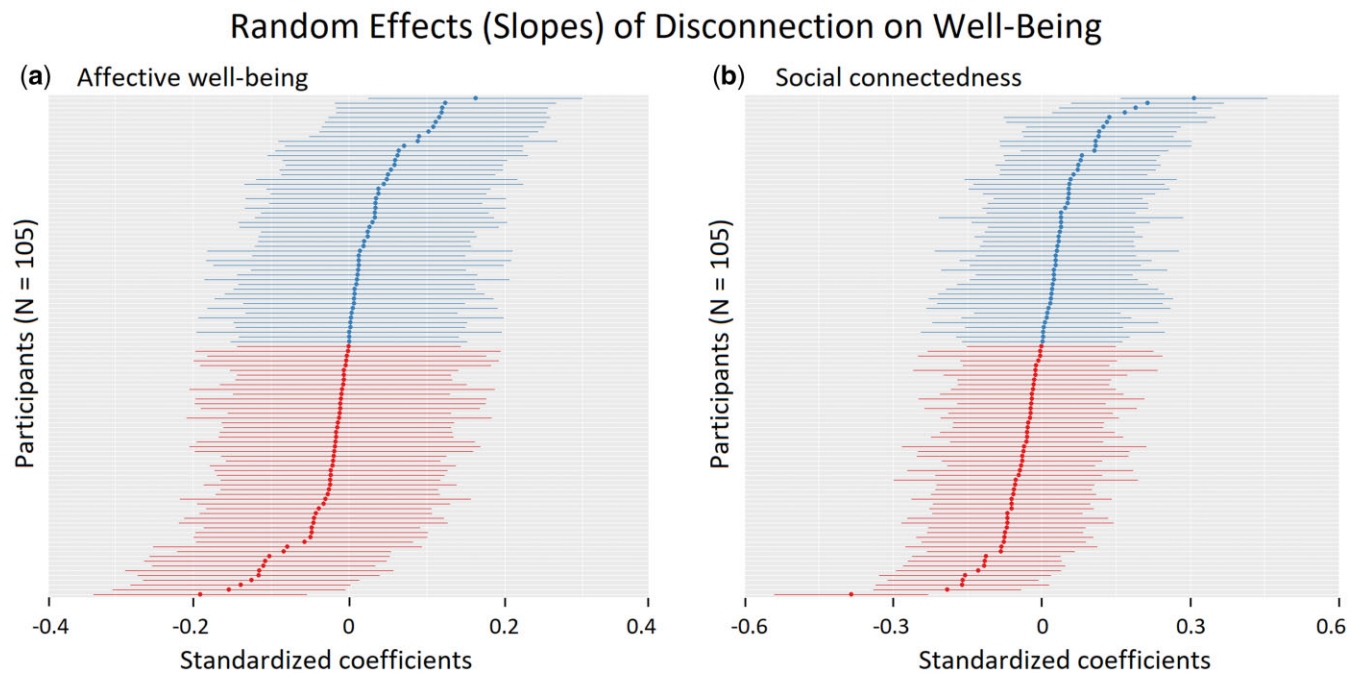 Random Effects (Slopes) of Disconnection on Well-Being
(a) Affective well-being
Participants (N = 105)
-0.4 -0.2 0 0.2 0.4
Standardized coefficients
(b) Social connectedness
Participants (N = 105)
-0.6 -0.3 0 0.3 0.6
Standardized coefficients